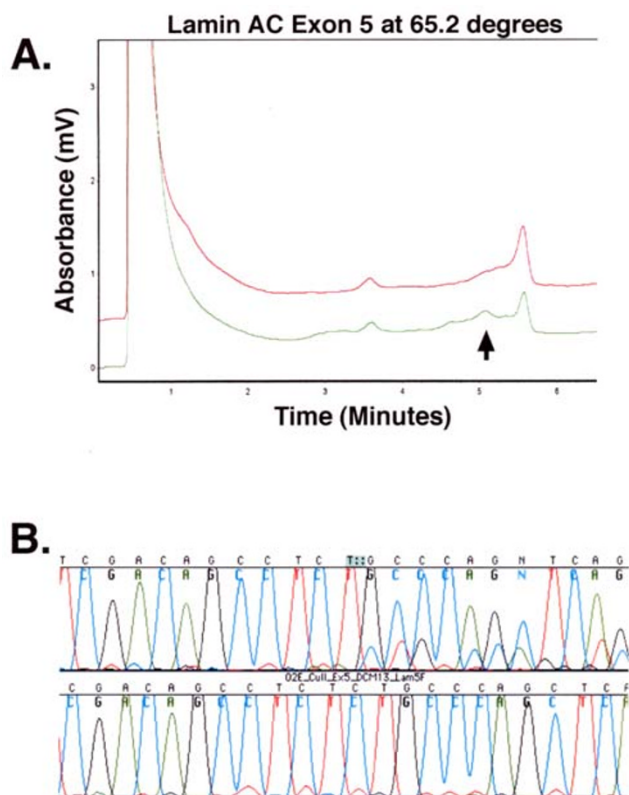 Lamin AC Exon 5 at 65.2 degrees
A.
Absorbance (mV)
3
2
1
0
1
2
3
4
5
6
Time (Minutes)
B.
T C G A C A G C C T C T :: G C C C A G N T C A G
T C G A C A G C C T C T G C C C A G N T C A G
02E_Cull_Ex5_DCM13_Lam5F
C G A C A G C C T C T C T G C C C A G C T C A
C G A C A G C C T C T C T G C C C A G C T C A